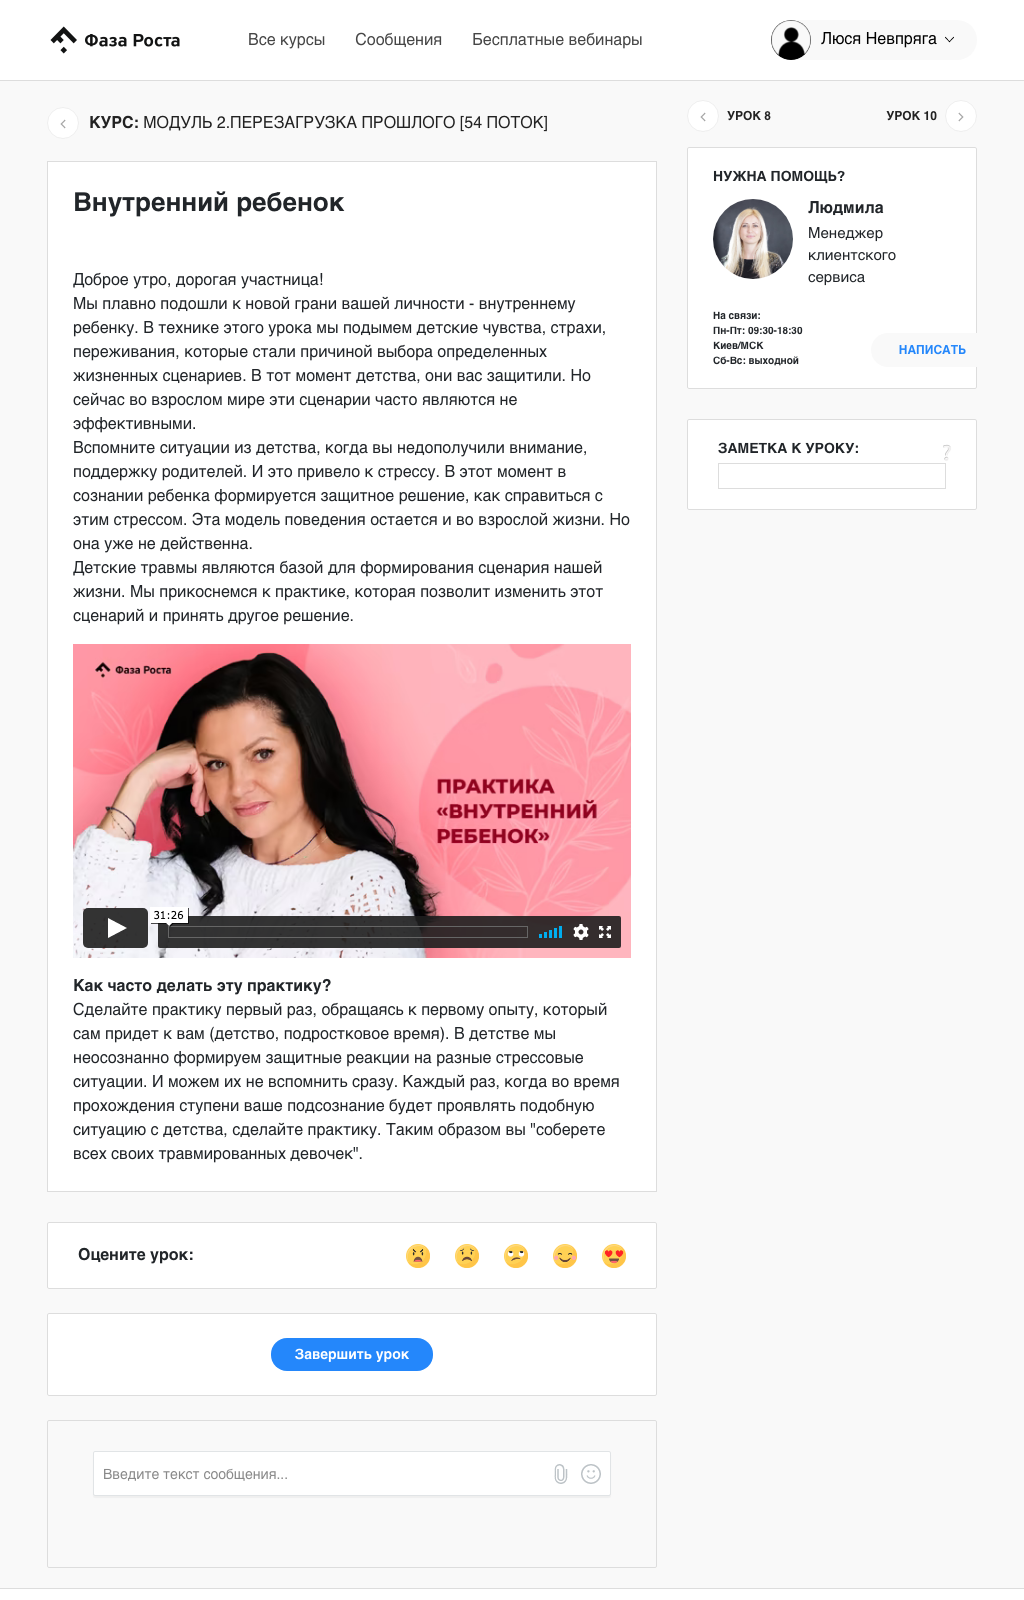 Фаза Роста
Все курсы
Сообщения
Бесплатные вебинары
Люся Невпряга
КУРС: МОДУЛЬ 2.ПЕРЕЗАГРУЗКА ПРОШЛОГО [54 ПОТОК]
УРОК 8
УРОК 10
Внутренний ребенок
Доброе утро, дорогая участница!
Мы плавно подошли к новой грани вашей личности - внутреннему
ребенку. В технике этого урока мы подымем детские чувства, страхи,
переживания, которые стали причиной выбора определенных
жизненных сценариев. В тот момент детства, они вас защитили. Но
сейчас во взрослом мире эти сценарии часто являются не
эффективными.
Вспомните ситуации из детства, когда вы недополучили внимание,
поддержку родителей. И это привело к стрессу. В этот момент в
сознании ребенка формируется защитное решение, как справиться с
этим стрессом. Эта модель поведения остается и во взрослой жизни. Но
она уже не действенна.
Детские травмы являются базой для формирования сценария нашей
жизни. Мы прикоснемся к практике, которая позволит изменить этот
сценарий и принять другое решение.
Фаза Роста
ПРАКТИКА
«ВНУТРЕННИЙ
РЕБЕНОК»
31:26
Как часто делать эту практику?
Сделайте практику первый раз, обращаясь к первому опыту, который
сам придет к вам (детство, подростковое время). В детстве мы
неосознанно формируем защитные реакции на разные стрессовые
ситуации. И можем их не вспомнить сразу. Каждый раз, когда во время
прохождения ступени ваше подсознание будет проявлять подобную
ситуацию с детства, сделайте практику. Таким образом вы "соберете
всех своих травмированных девочек".
Оцените урок:
Завершить урок
Введите текст сообщения...
НУЖНА ПОМОЩЬ?
Людмила
Менеджер
клиентского
сервиса
На связи:
Пн-Пт: 09:30-18:30
Киев/МСК
Сб-Вс: выходной
НАПИСАТЬ
ЗАМЕТКА К УРОКУ:
?